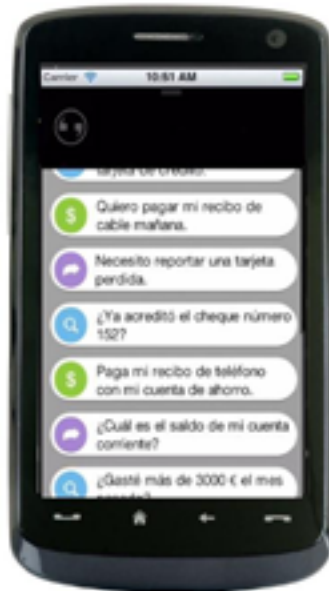 Carrier 10:51 AM
tarjeta de crédito.
Quiero pagar mi recibo de
cable mañana.
Necesito reportar una tarjeta
perdida.
¿Ya acreditó el cheque número
152?
Paga mi recibo de teléfono
con mi cuenta de ahorro.
¿Cuál es el saldo de mi cuenta
corriente?
¿Gasté más de 3000 € el mes
pasado?